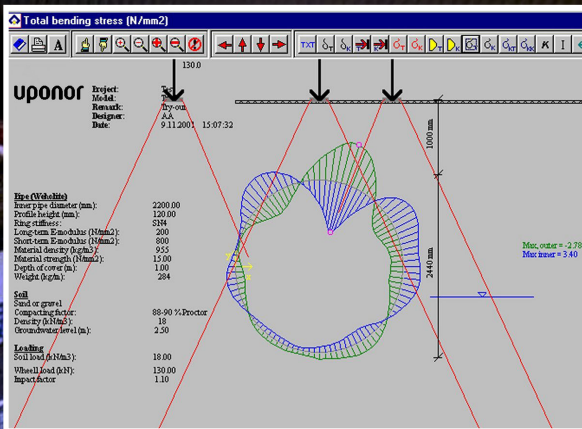 Total bending stress (N/mm2)
A
TXT
K
I
130.0
uponor
Project:
Model:
Remark: Try-out
Designer: AA
Date: 9.11.2001 15:07:32
1000 mm
Pipe (Weholite)
Inner pipe diameter (mm): 2200.00
Profile height (mm): 120.00
Ring stiffness: SN4
Long-term E-modulus (N/mm2): 200
Short-term E-modulus (N/mm2): 800
Material density (kg/m3): 955
Material strength (N/mm2): 15.00
Depth of cover (m): 1.00
Weight (kg/m): 284
2440 mm
Max, outer = -2.78
Max inner = 3.40
Soil
Sand or gravel
Compacting factor: 88-90 % Proctor
Density (kN/m3): 18
Groundwater level (m): 2.50
Loading
Soil load (kN/m3): 18.00
Wheel load (kN): 130.00
Impact factor 1.10